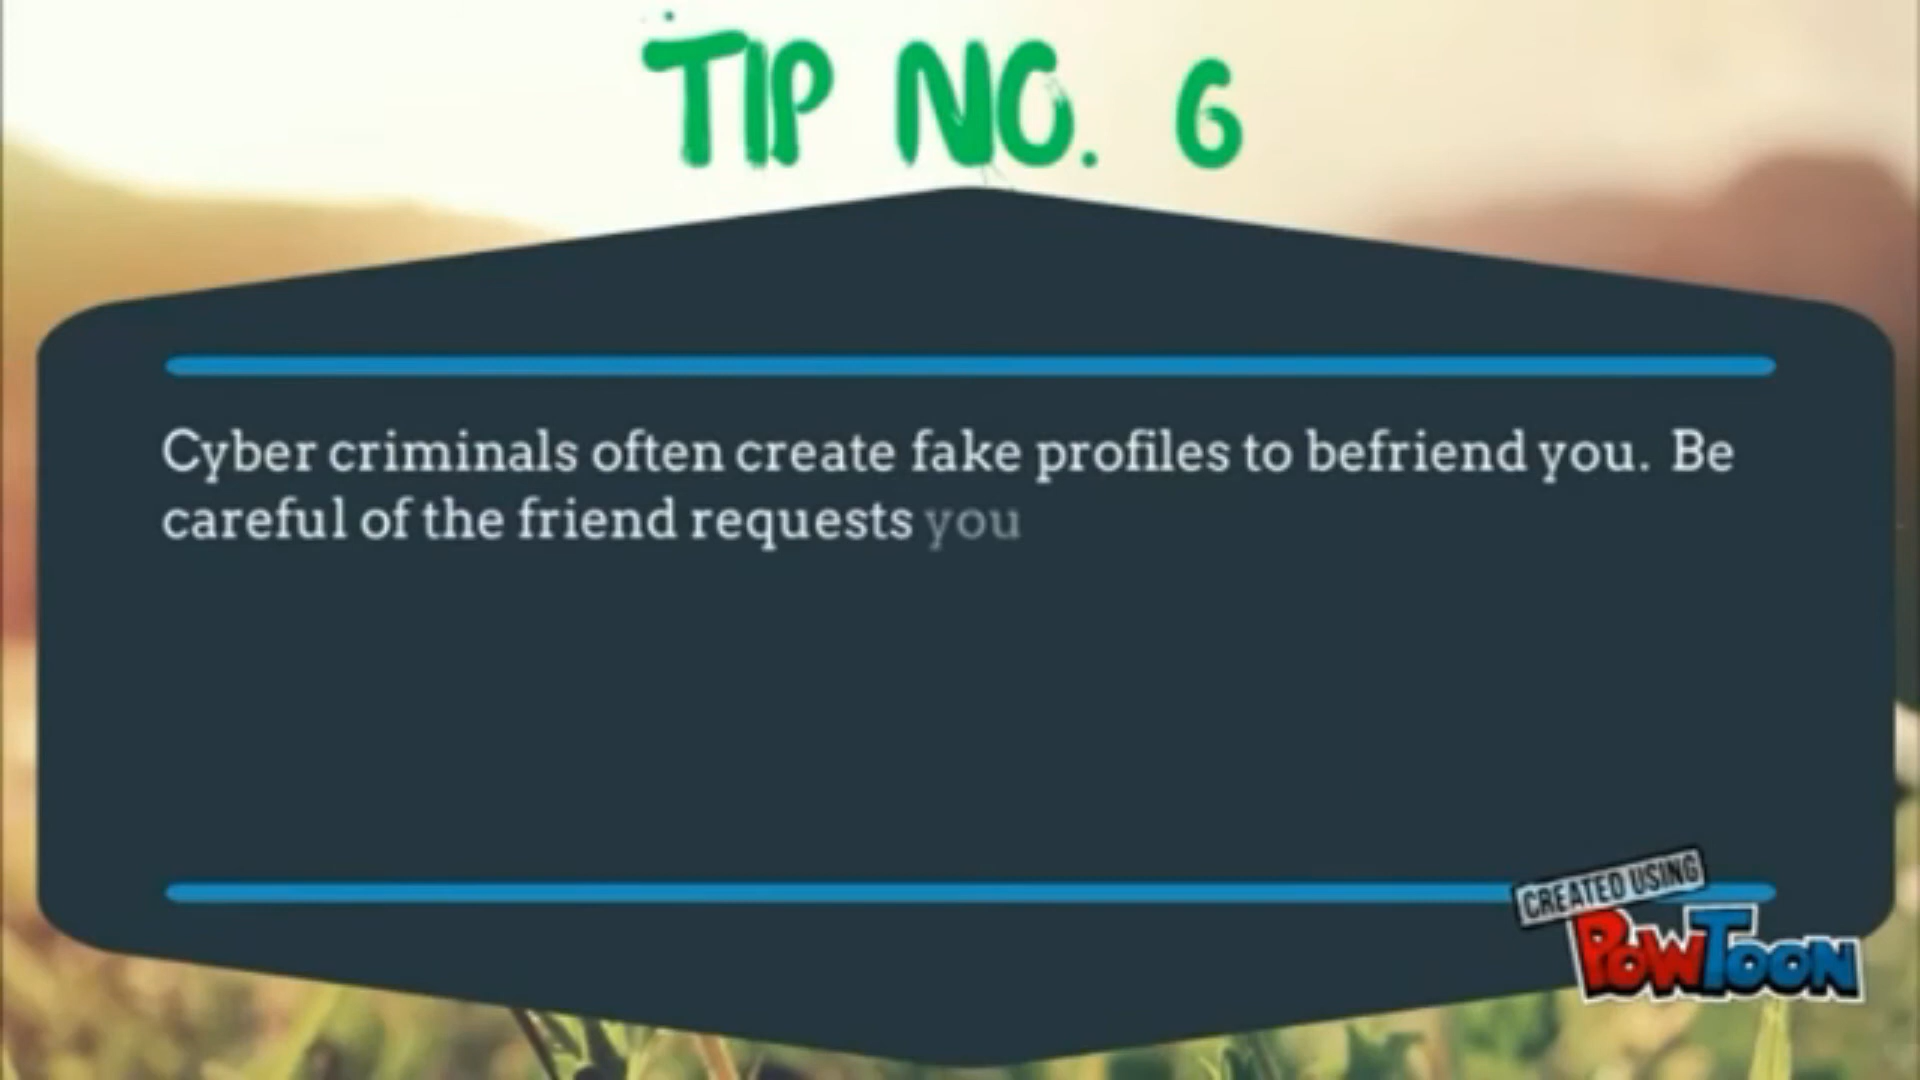 TIP NO. 6
Cyber criminals often create fake profiles to befriend you. Be
careful of the friend requests you
CREATED USING
POWTOON